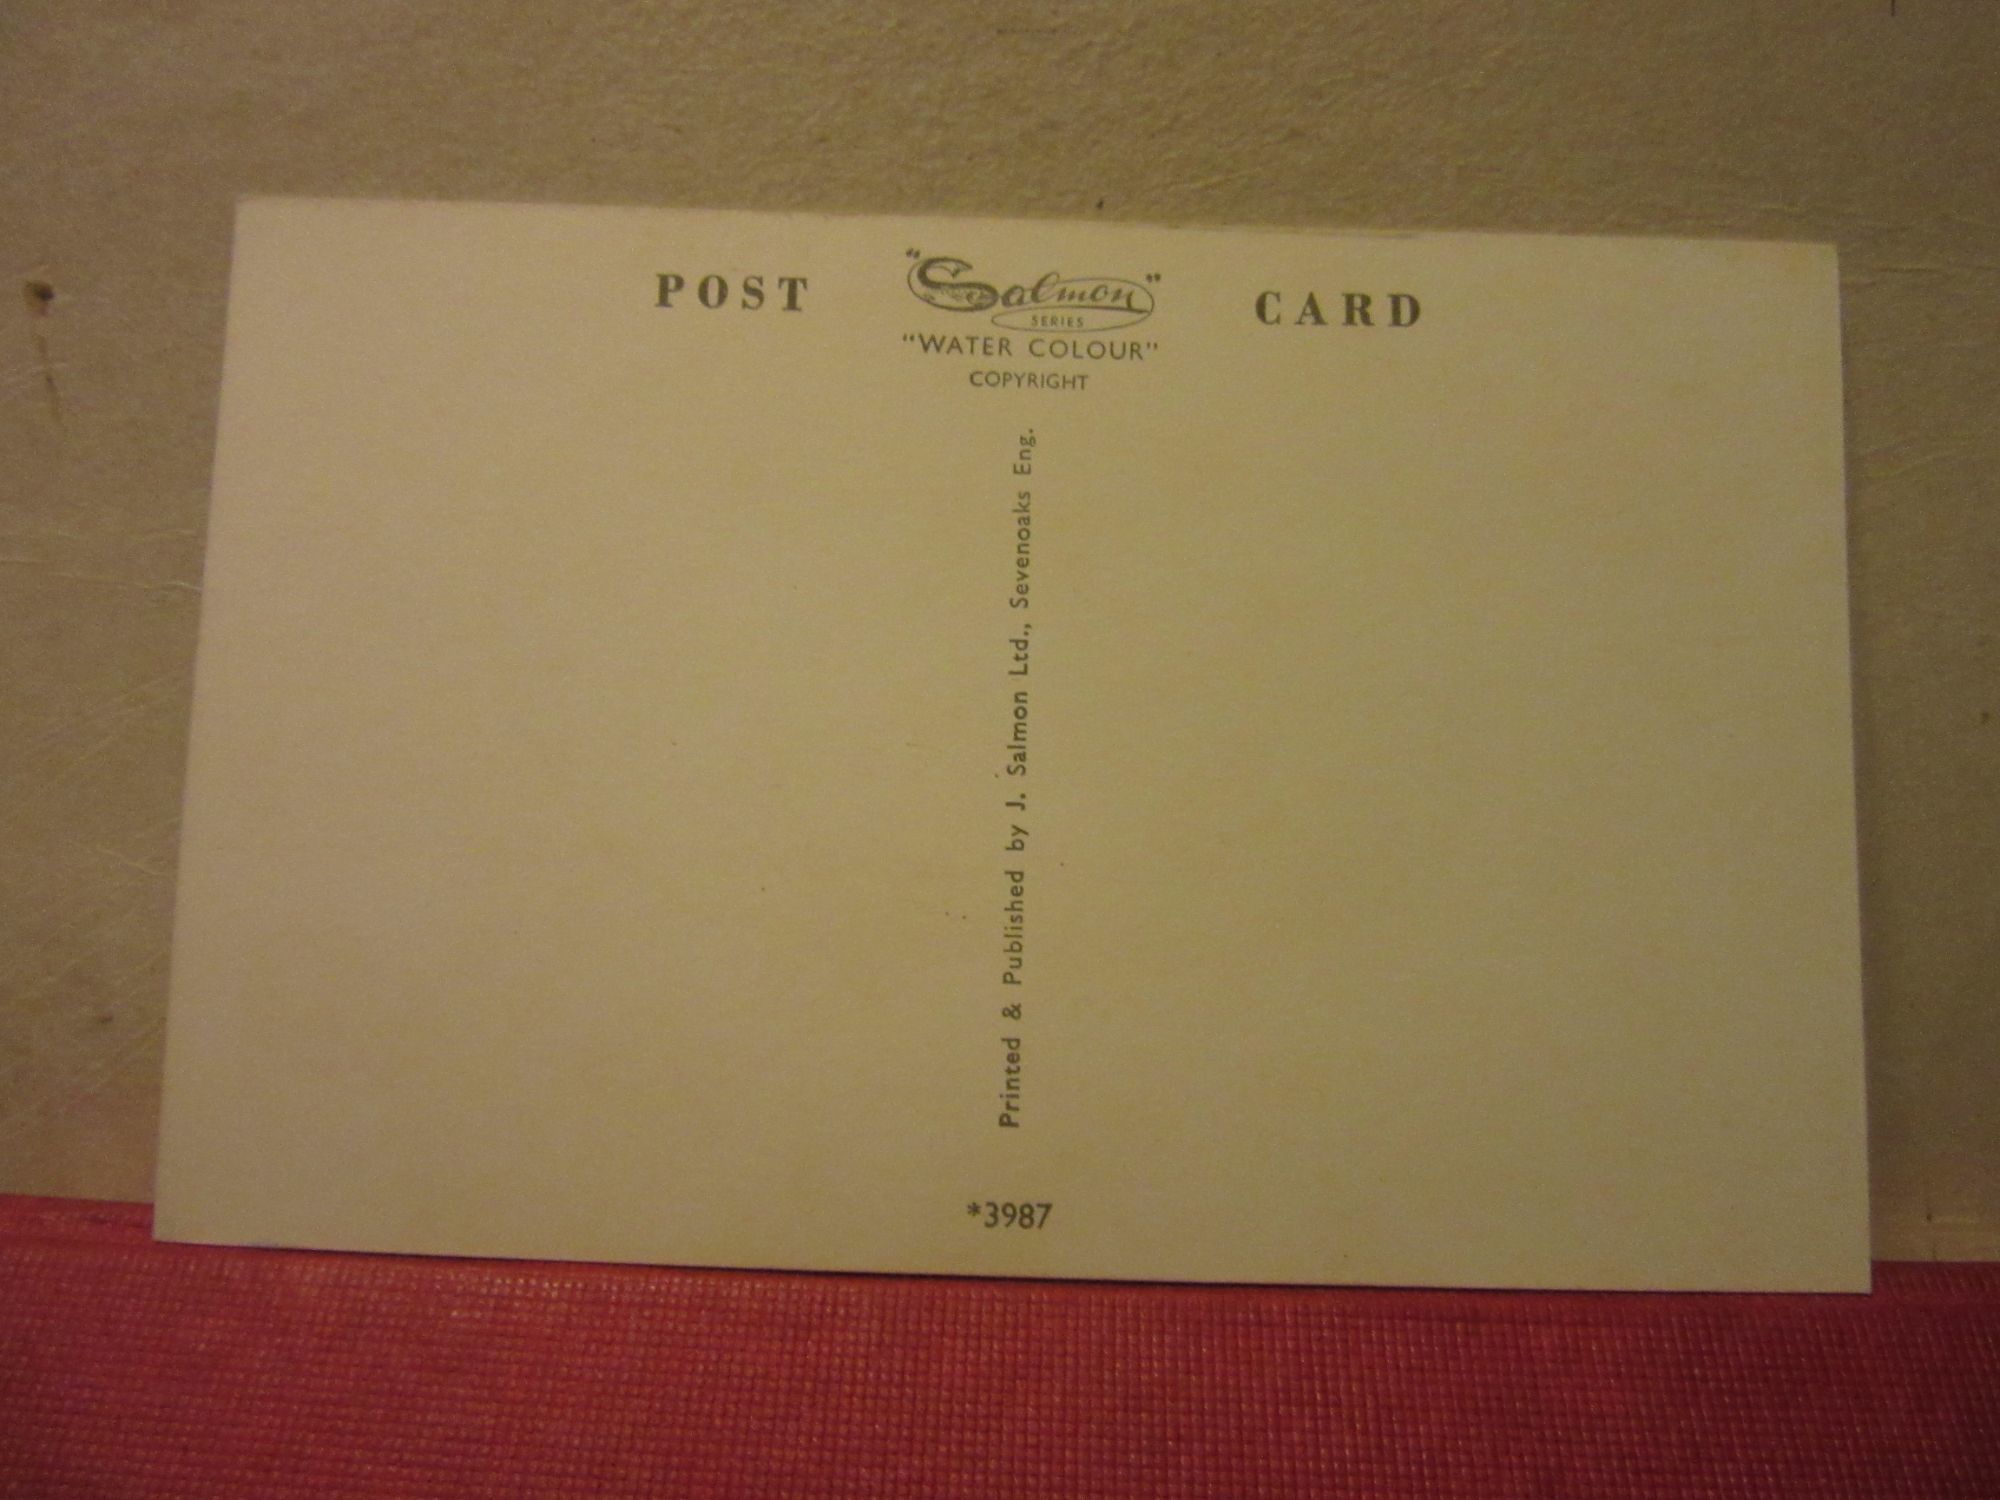 POST CARD
"Salmon"
SERIES
"WATER COLOUR"
COPYRIGHT
Printed & Published by J. Salmon Ltd., Sevenoaks Eng.
*3987